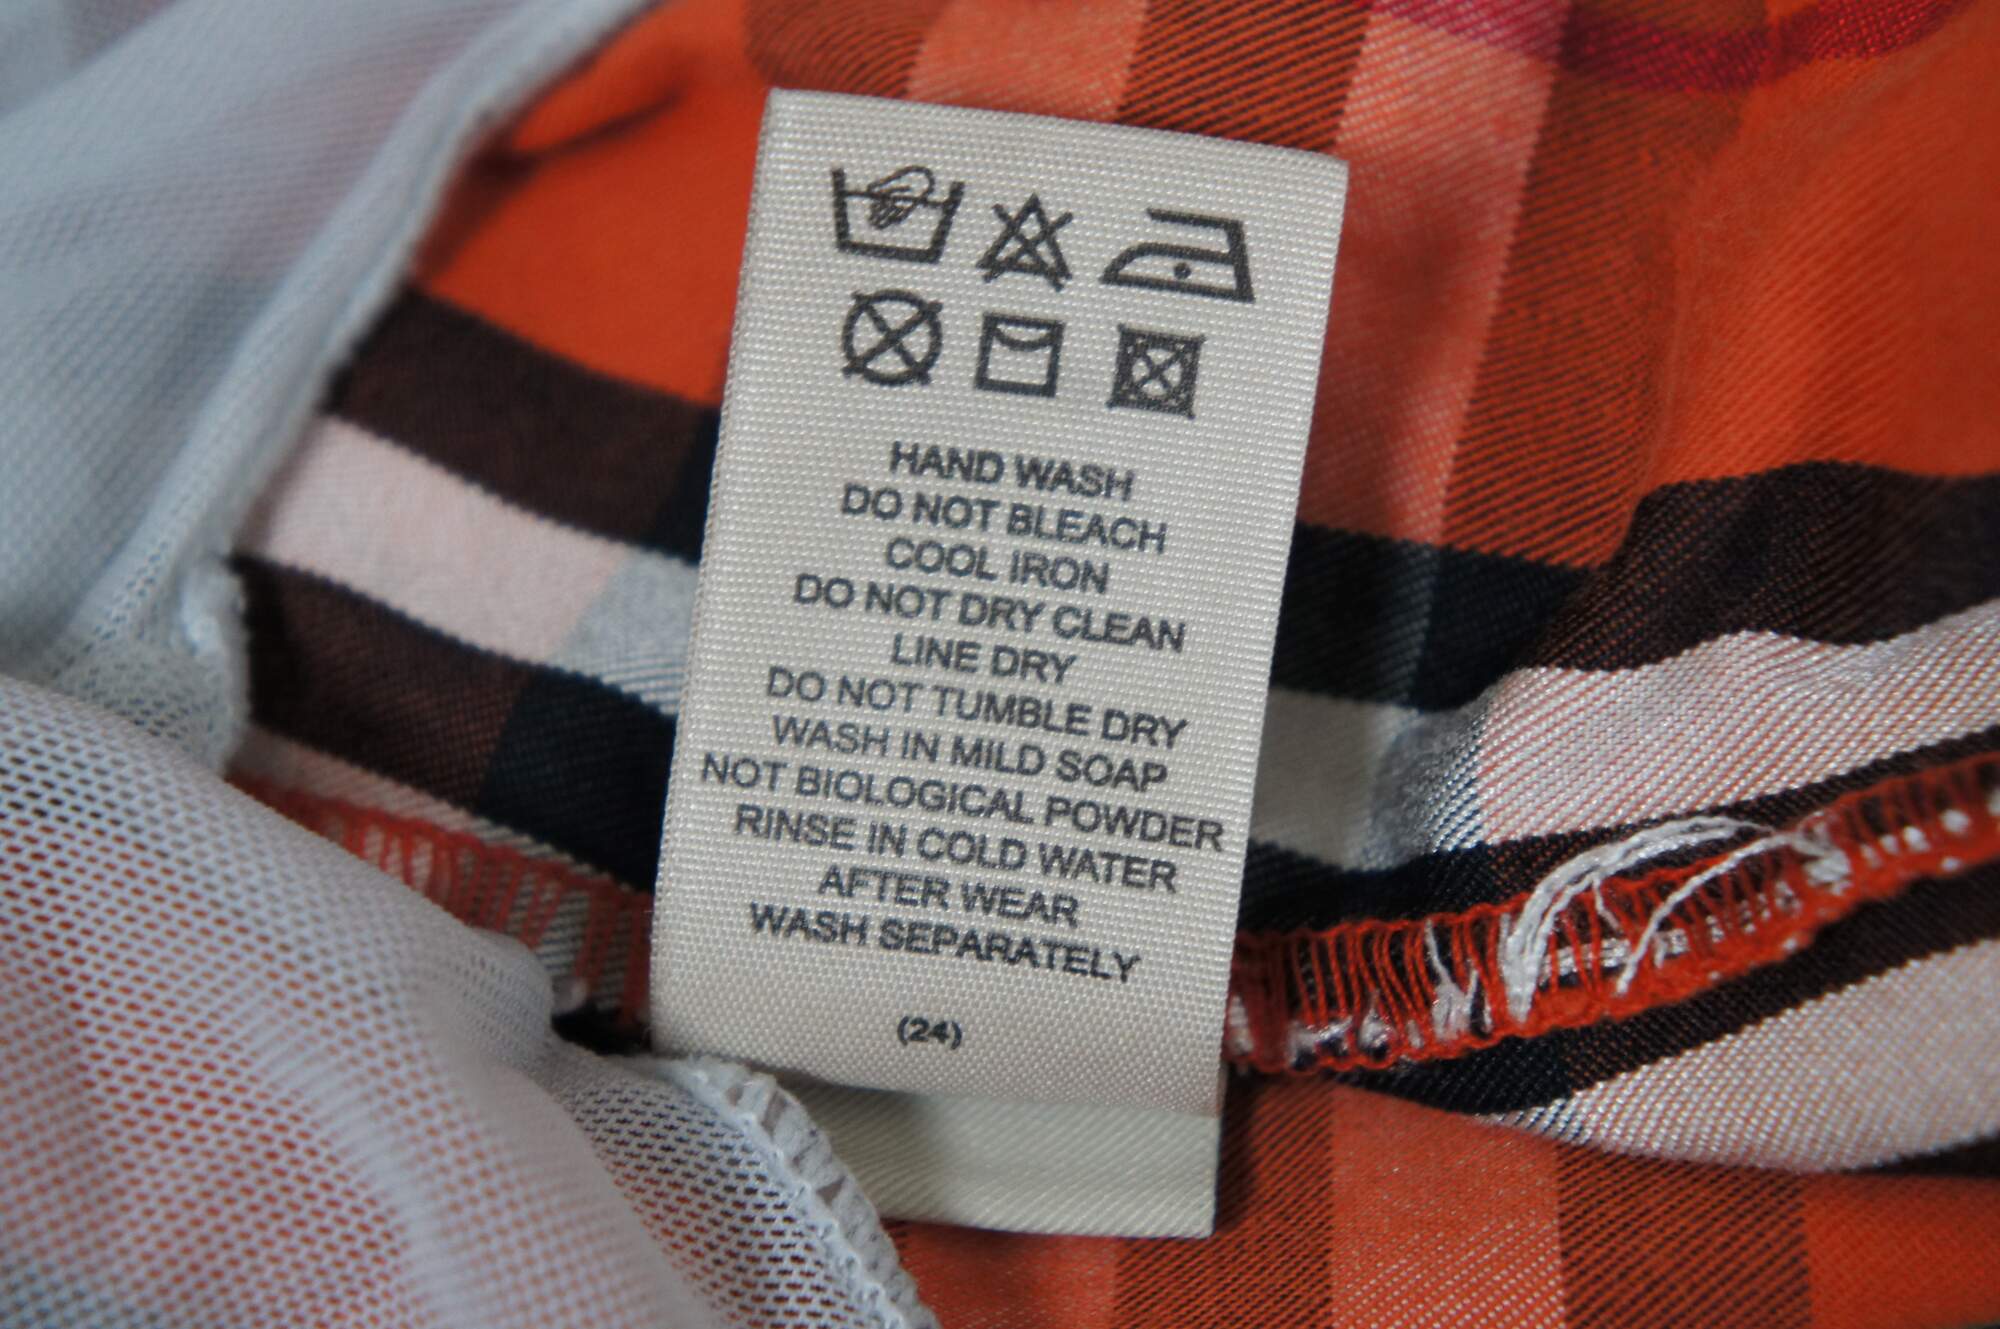 HAND WASH
DO NOT BLEACH
COOL IRON
DO NOT DRY CLEAN
LINE DRY
DO NOT TUMBLE DRY
WASH IN MILD SOAP
NOT BIOLOGICAL POWDER
RINSE IN COLD WATER
AFTER WEAR
WASH SEPARATELY
(24)